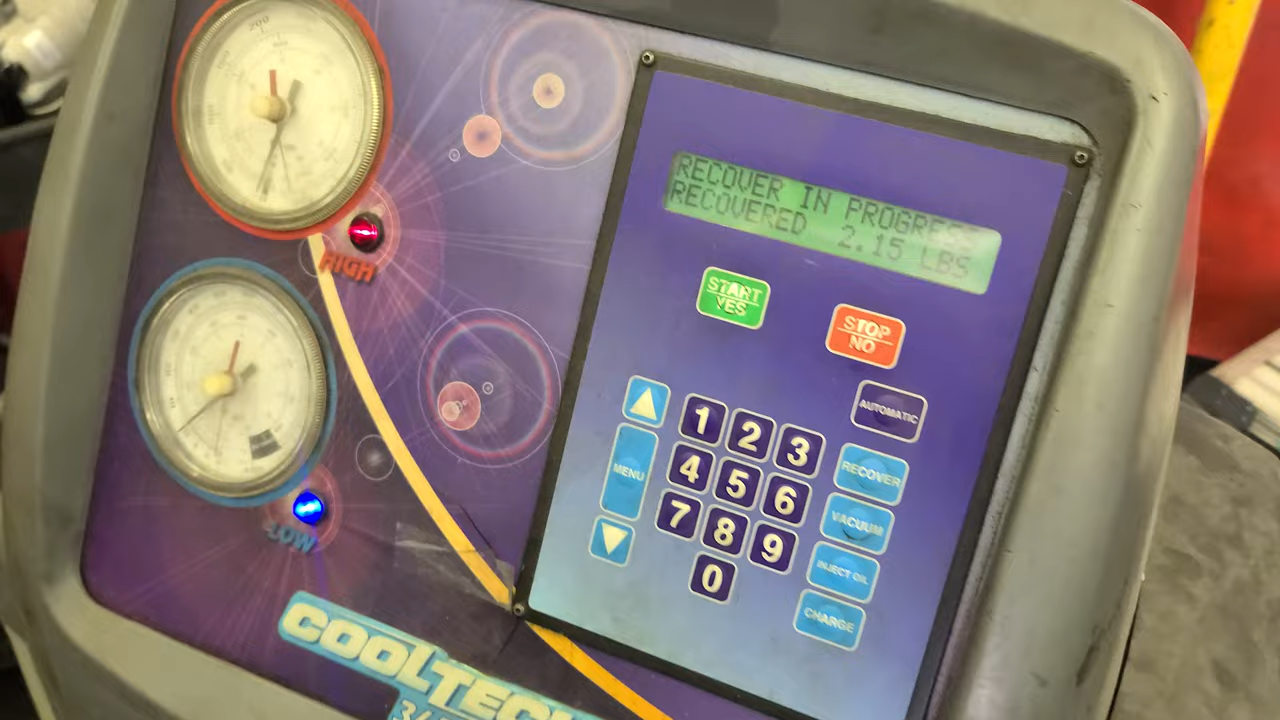 RECOVER IN PROGRESS
RECOVERED 2.15 LBS
START
YES
STOP
NO
AUTOMATIC
MENU
1
2
3
4
5
6
7
8
9
0
RECOVER
VACUUM
INJECT OIL
CHARGE
HIGH
LOW
COOLTECH